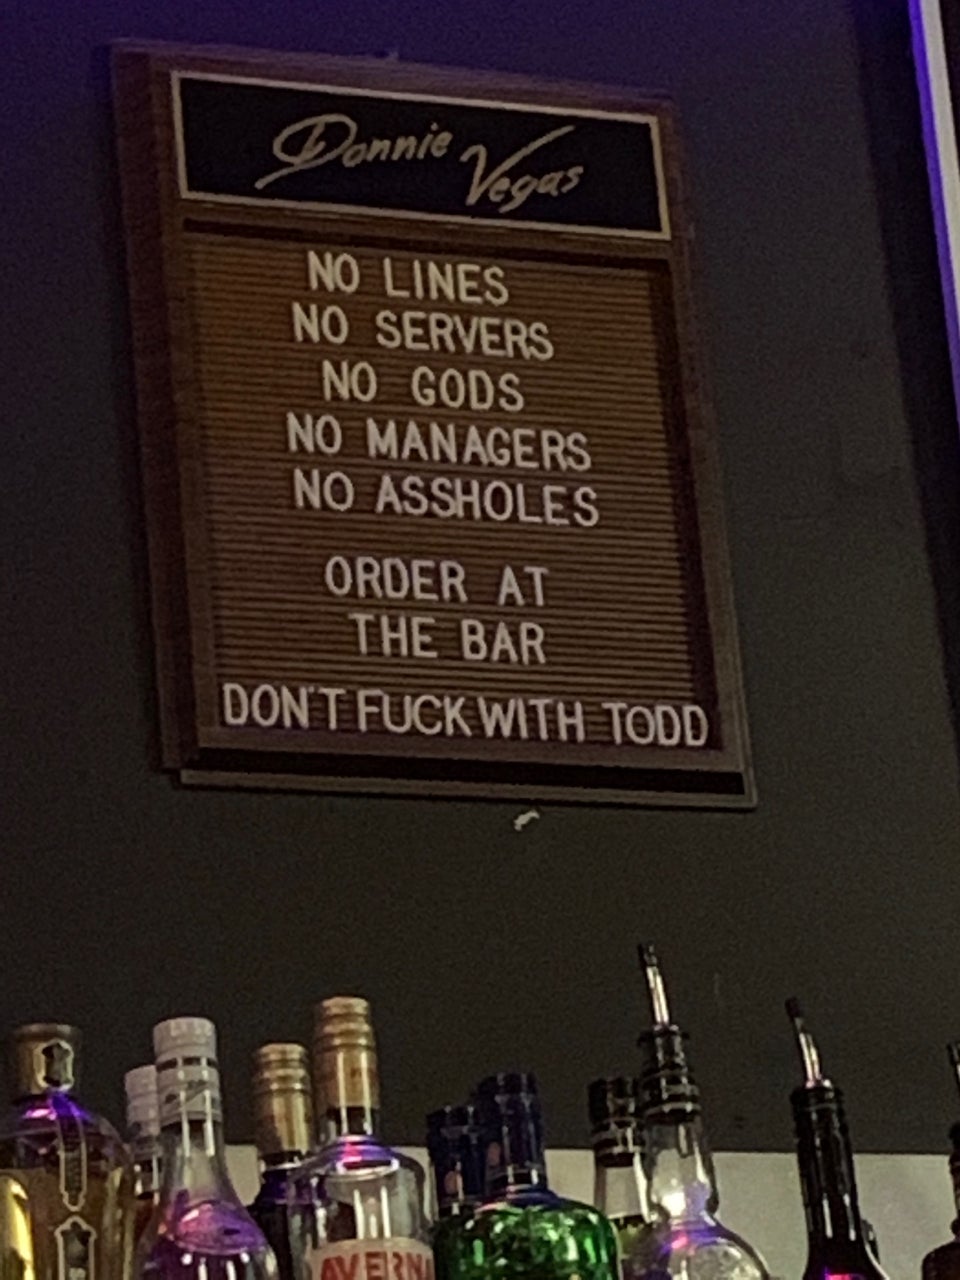 Donnie Vegas
NO LINES
NO SERVERS
NO GODS
NO MANAGERS
NO ASSHOLES
ORDER AT
THE BAR
DON'T FUCK WITH TODD
AVERNA